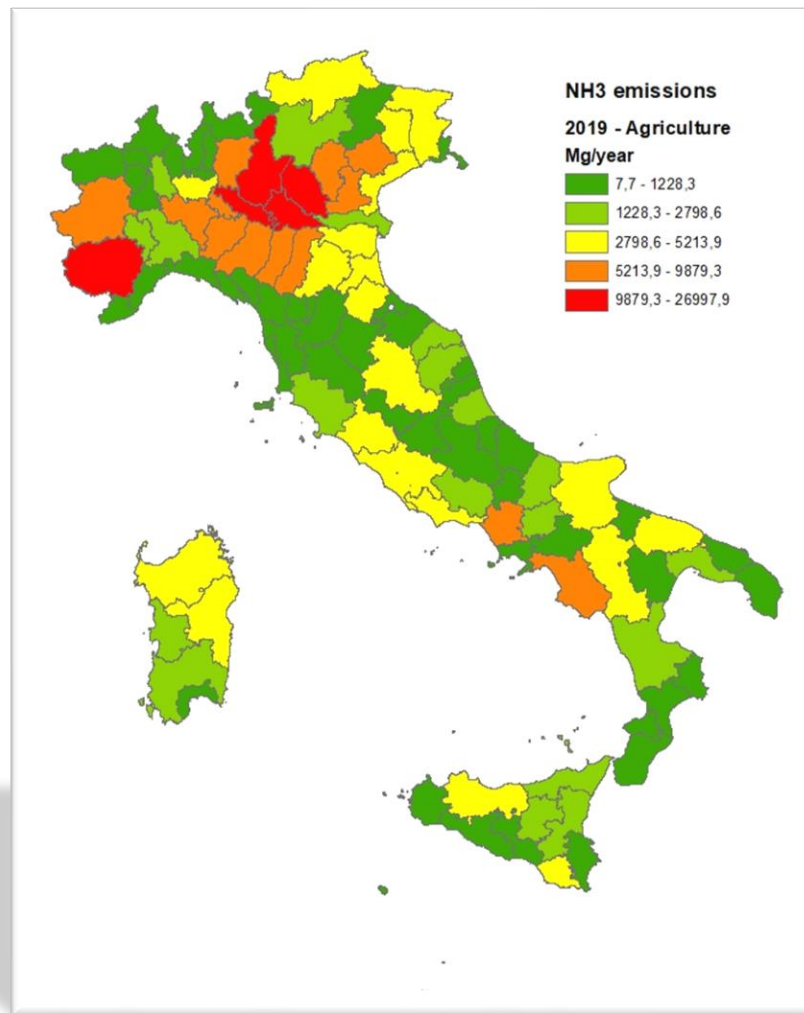 NH3 emissions
2019 - Agriculture
Mg/year
7,7 - 1228,3
1228,3 - 2798,6
2798,6 - 5213,9
5213,9 - 9879,3
9879,3 - 26997,9